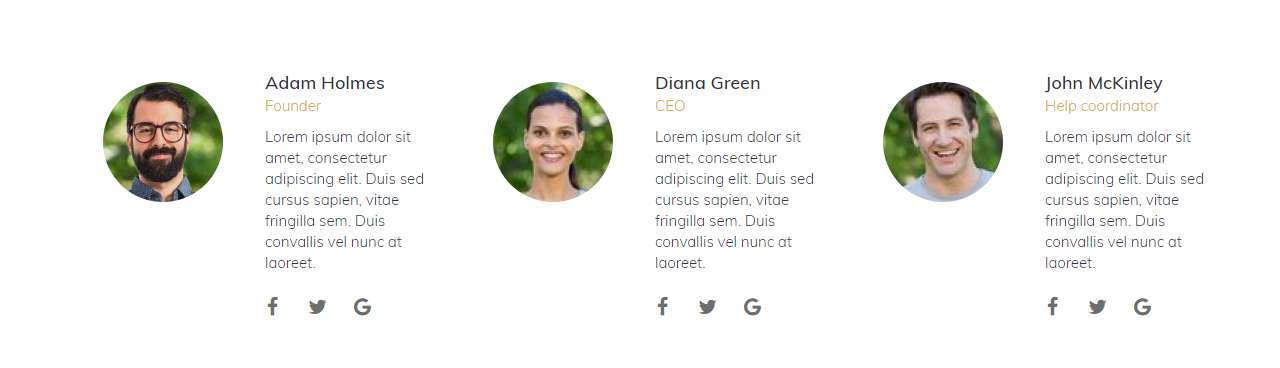 Adam Holmes
Founder
Lorem ipsum dolor sit
amet, consectetur
adipiscing elit. Duis sed
cursus sapien, vitae
fringilla sem. Duis
convallis vel nunc at
laoreet.
Diana Green
CEO
Lorem ipsum dolor sit
amet, consectetur
adipiscing elit. Duis sed
cursus sapien, vitae
fringilla sem. Duis
convallis vel nunc at
laoreet.
John McKinley
Help coordinator
Lorem ipsum dolor sit
amet, consectetur
adipiscing elit. Duis sed
cursus sapien, vitae
fringilla sem. Duis
convallis vel nunc at
laoreet.